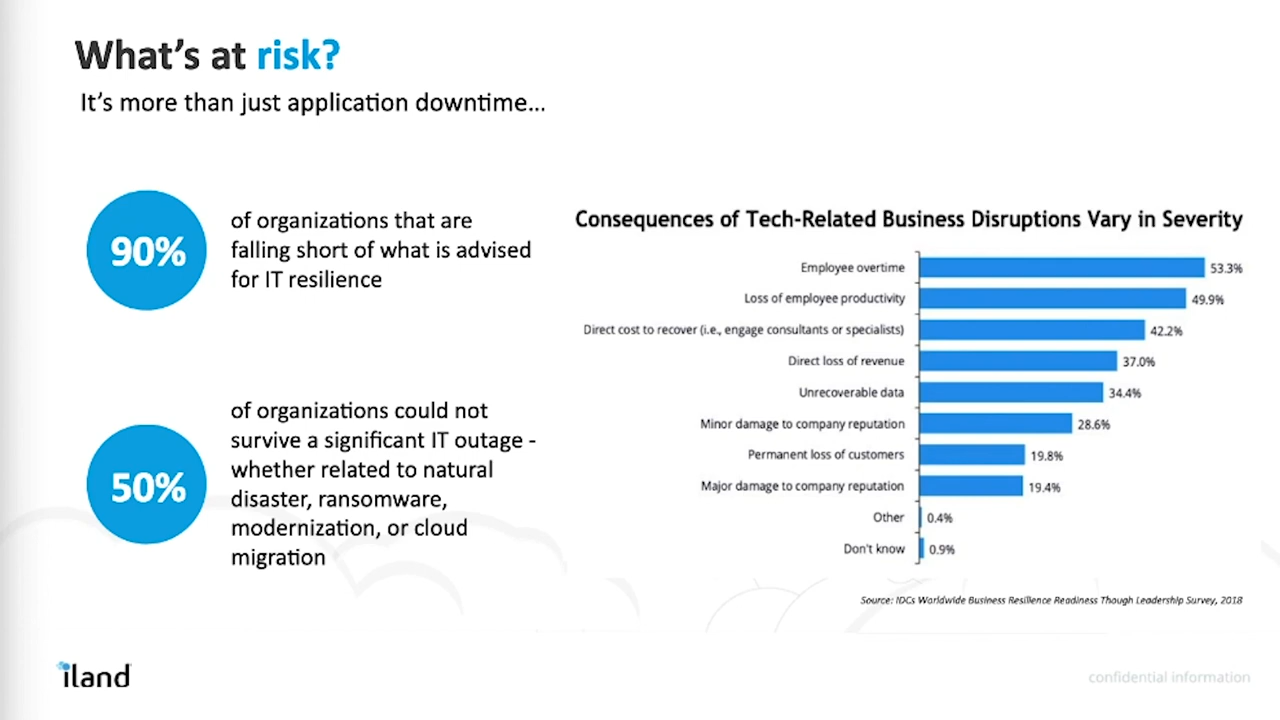 What's at risk?
It's more than just application downtime...
90%
of organizations that are
falling short of what is advised
for IT resilience
50%
of organizations could not
survive a significant IT outage -
whether related to natural
disaster, ransomware,
modernization, or cloud
migration
Consequences of Tech-Related Business Disruptions Vary in Severity
Employee overtime 53.3%
Loss of employee productivity 49.9%
Direct cost to recover (i.e., engage consultants or specialists) 42.2%
Direct loss of revenue 37.0%
Unrecoverable data 34.4%
Minor damage to company reputation 28.6%
Permanent loss of customers 19.8%
Major damage to company reputation 19.4%
Other 0.4%
Don't know 0.9%
Source: IDCs Worldwide Business Resilience Readiness Though Leadership Survey, 2018
iland
confidential information